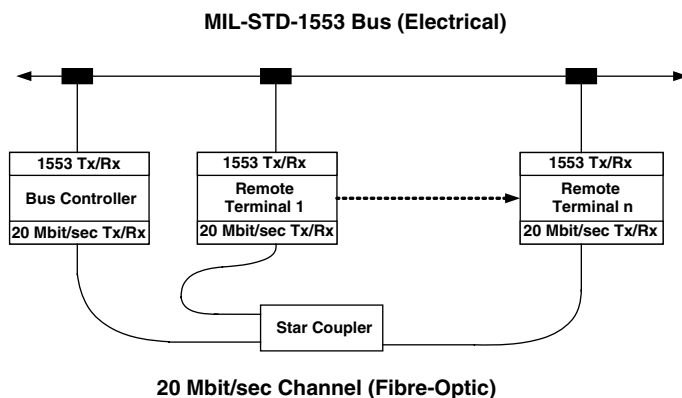 MIL-STD-1553 Bus (Electrical)
1553 Tx/Rx
Bus Controller
20 Mbit/sec Tx/Rx
1553 Tx/Rx
Remote
Terminal 1
20 Mbit/sec Tx/Rx
1553 Tx/Rx
Remote
Terminal n
20 Mbit/sec Tx/Rx
Star Coupler
20 Mbit/sec Channel (Fibre-Optic)